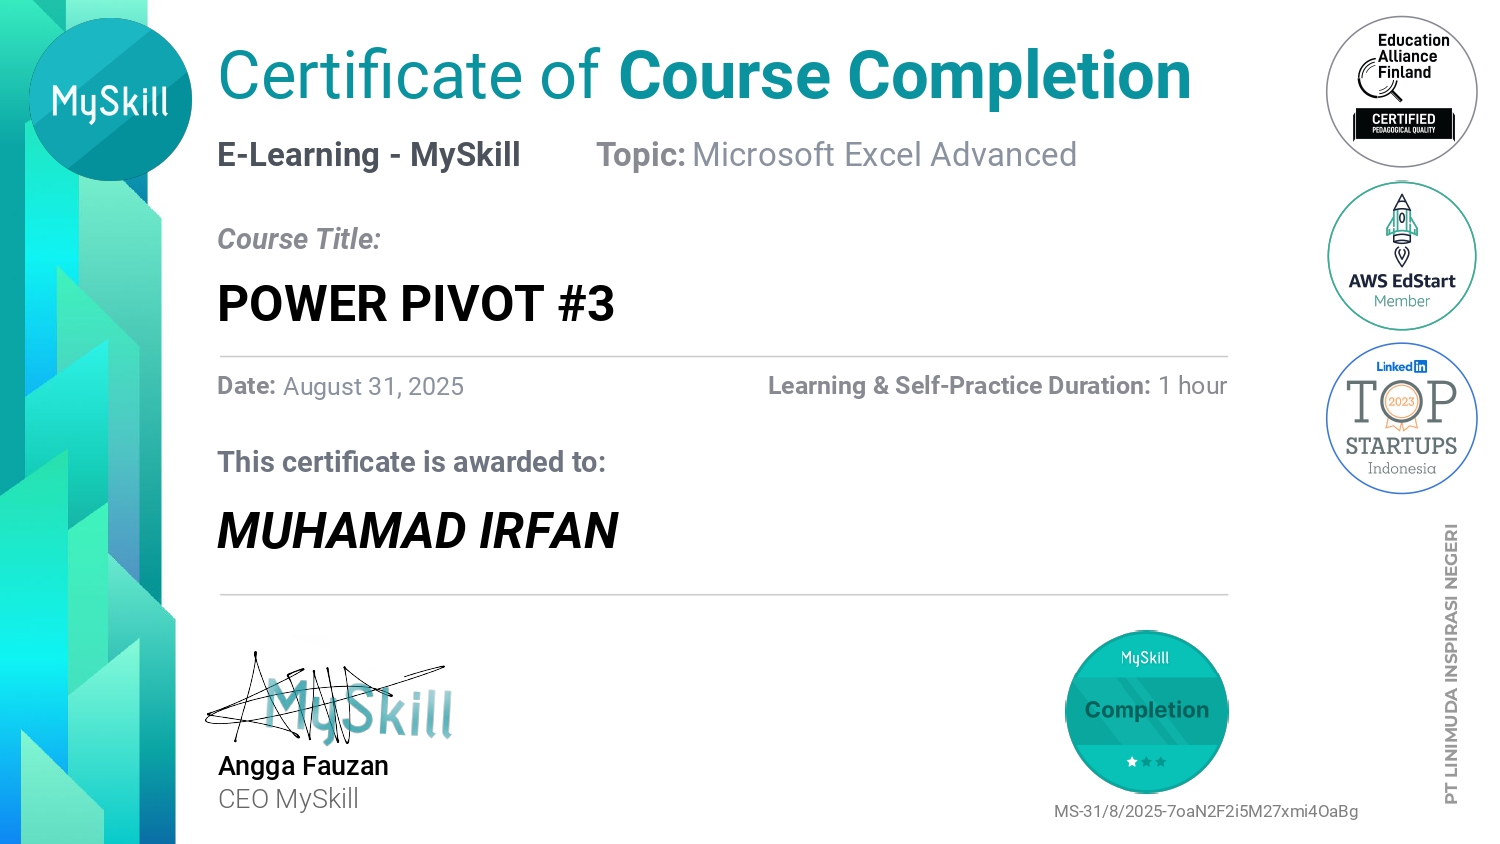 MySkill
Certificate of Course Completion
E-Learning - MySkill Topic: Microsoft Excel Advanced
Course Title:
POWER PIVOT #3
Date: August 31, 2025 Learning & Self-Practice Duration: 1 hour
This certificate is awarded to:
MUHAMAD IRFAN
MySkill
Angga Fauzan
CEO MySkill
MySkill
Completion
MS-31/8/2025-7oaN2F2i5M27xmi4OaBg
Education
Alliance
Finland
CERTIFIED
PEDAGOGICAL QUALITY
AWS EdStart
Member
Linked in
TOP
2023
STARTUPS
Indonesia
PT LINIMUDA INSPIRASI NEGERI